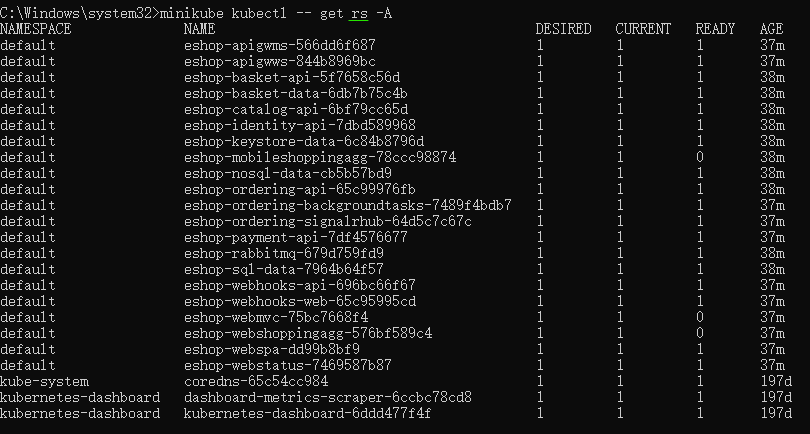 C:\Windows\system32>minikube kubectl -- get rs -A
NAMESPACE NAME DESIRED CURRENT READY AGE
default eshop-apigwms-566dd6f687 1 1 1 37m
default eshop-apigwws-844b8969bc 1 1 1 37m
default eshop-basket-api-5f7658c56d 1 1 1 38m
default eshop-basket-data-6db7b75c4b 1 1 1 38m
default eshop-catalog-api-6bf79cc65d 1 1 1 38m
default eshop-identity-api-7dbd589968 1 1 1 38m
default eshop-keystore-data-6c84b8796d 1 1 1 38m
default eshop-mobileshoppingagg-78ccc98874 1 1 0 38m
default eshop-nosql-data-cb5b57bd9 1 1 1 38m
default eshop-ordering-api-65c99976fb 1 1 1 38m
default eshop-ordering-backgroundtasks-7489f4bdb7 1 1 1 37m
default eshop-ordering-signalrhub-64d5c7c67c 1 1 1 37m
default eshop-payment-api-7df4576677 1 1 1 37m
default eshop-rabbitmq-679d759fd9 1 1 1 38m
default eshop-sql-data-7964b64f57 1 1 1 38m
default eshop-webhooks-api-696bc66f67 1 1 1 37m
default eshop-webhooks-web-65c95995cd 1 1 1 37m
default eshop-webmvc-75bc7668f4 1 1 0 37m
default eshop-webshoppingagg-576bf589c4 1 1 0 37m
default eshop-webspa-dd99b8bf9 1 1 1 37m
default eshop-webstatus-7469587b87 1 1 1 37m
kube-system coredns-65c54cc984 1 1 1 197d
kubernetes-dashboard dashboard-metrics-scraper-6ccbc78cd8 1 1 1 197d
kubernetes-dashboard kubernetes-dashboard-6ddd477f4f 1 1 1 197d